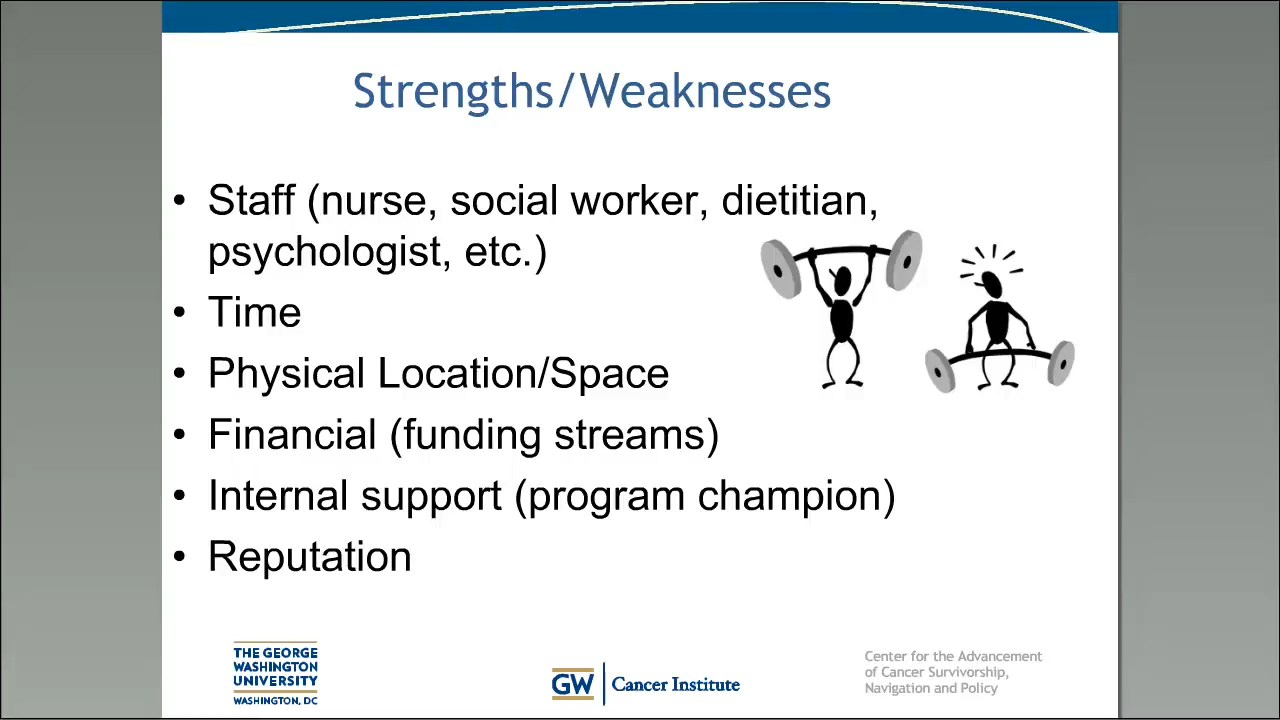 Strengths/Weaknesses
• Staff (nurse, social worker, dietitian,
psychologist, etc.)
• Time
• Physical Location/Space
• Financial (funding streams)
• Internal support (program champion)
• Reputation
THE GEORGE
WASHINGTON
UNIVERSITY
WASHINGTON, DC
GW Cancer Institute
Center for the Advancement
of Cancer Survivorship,
Navigation and Policy